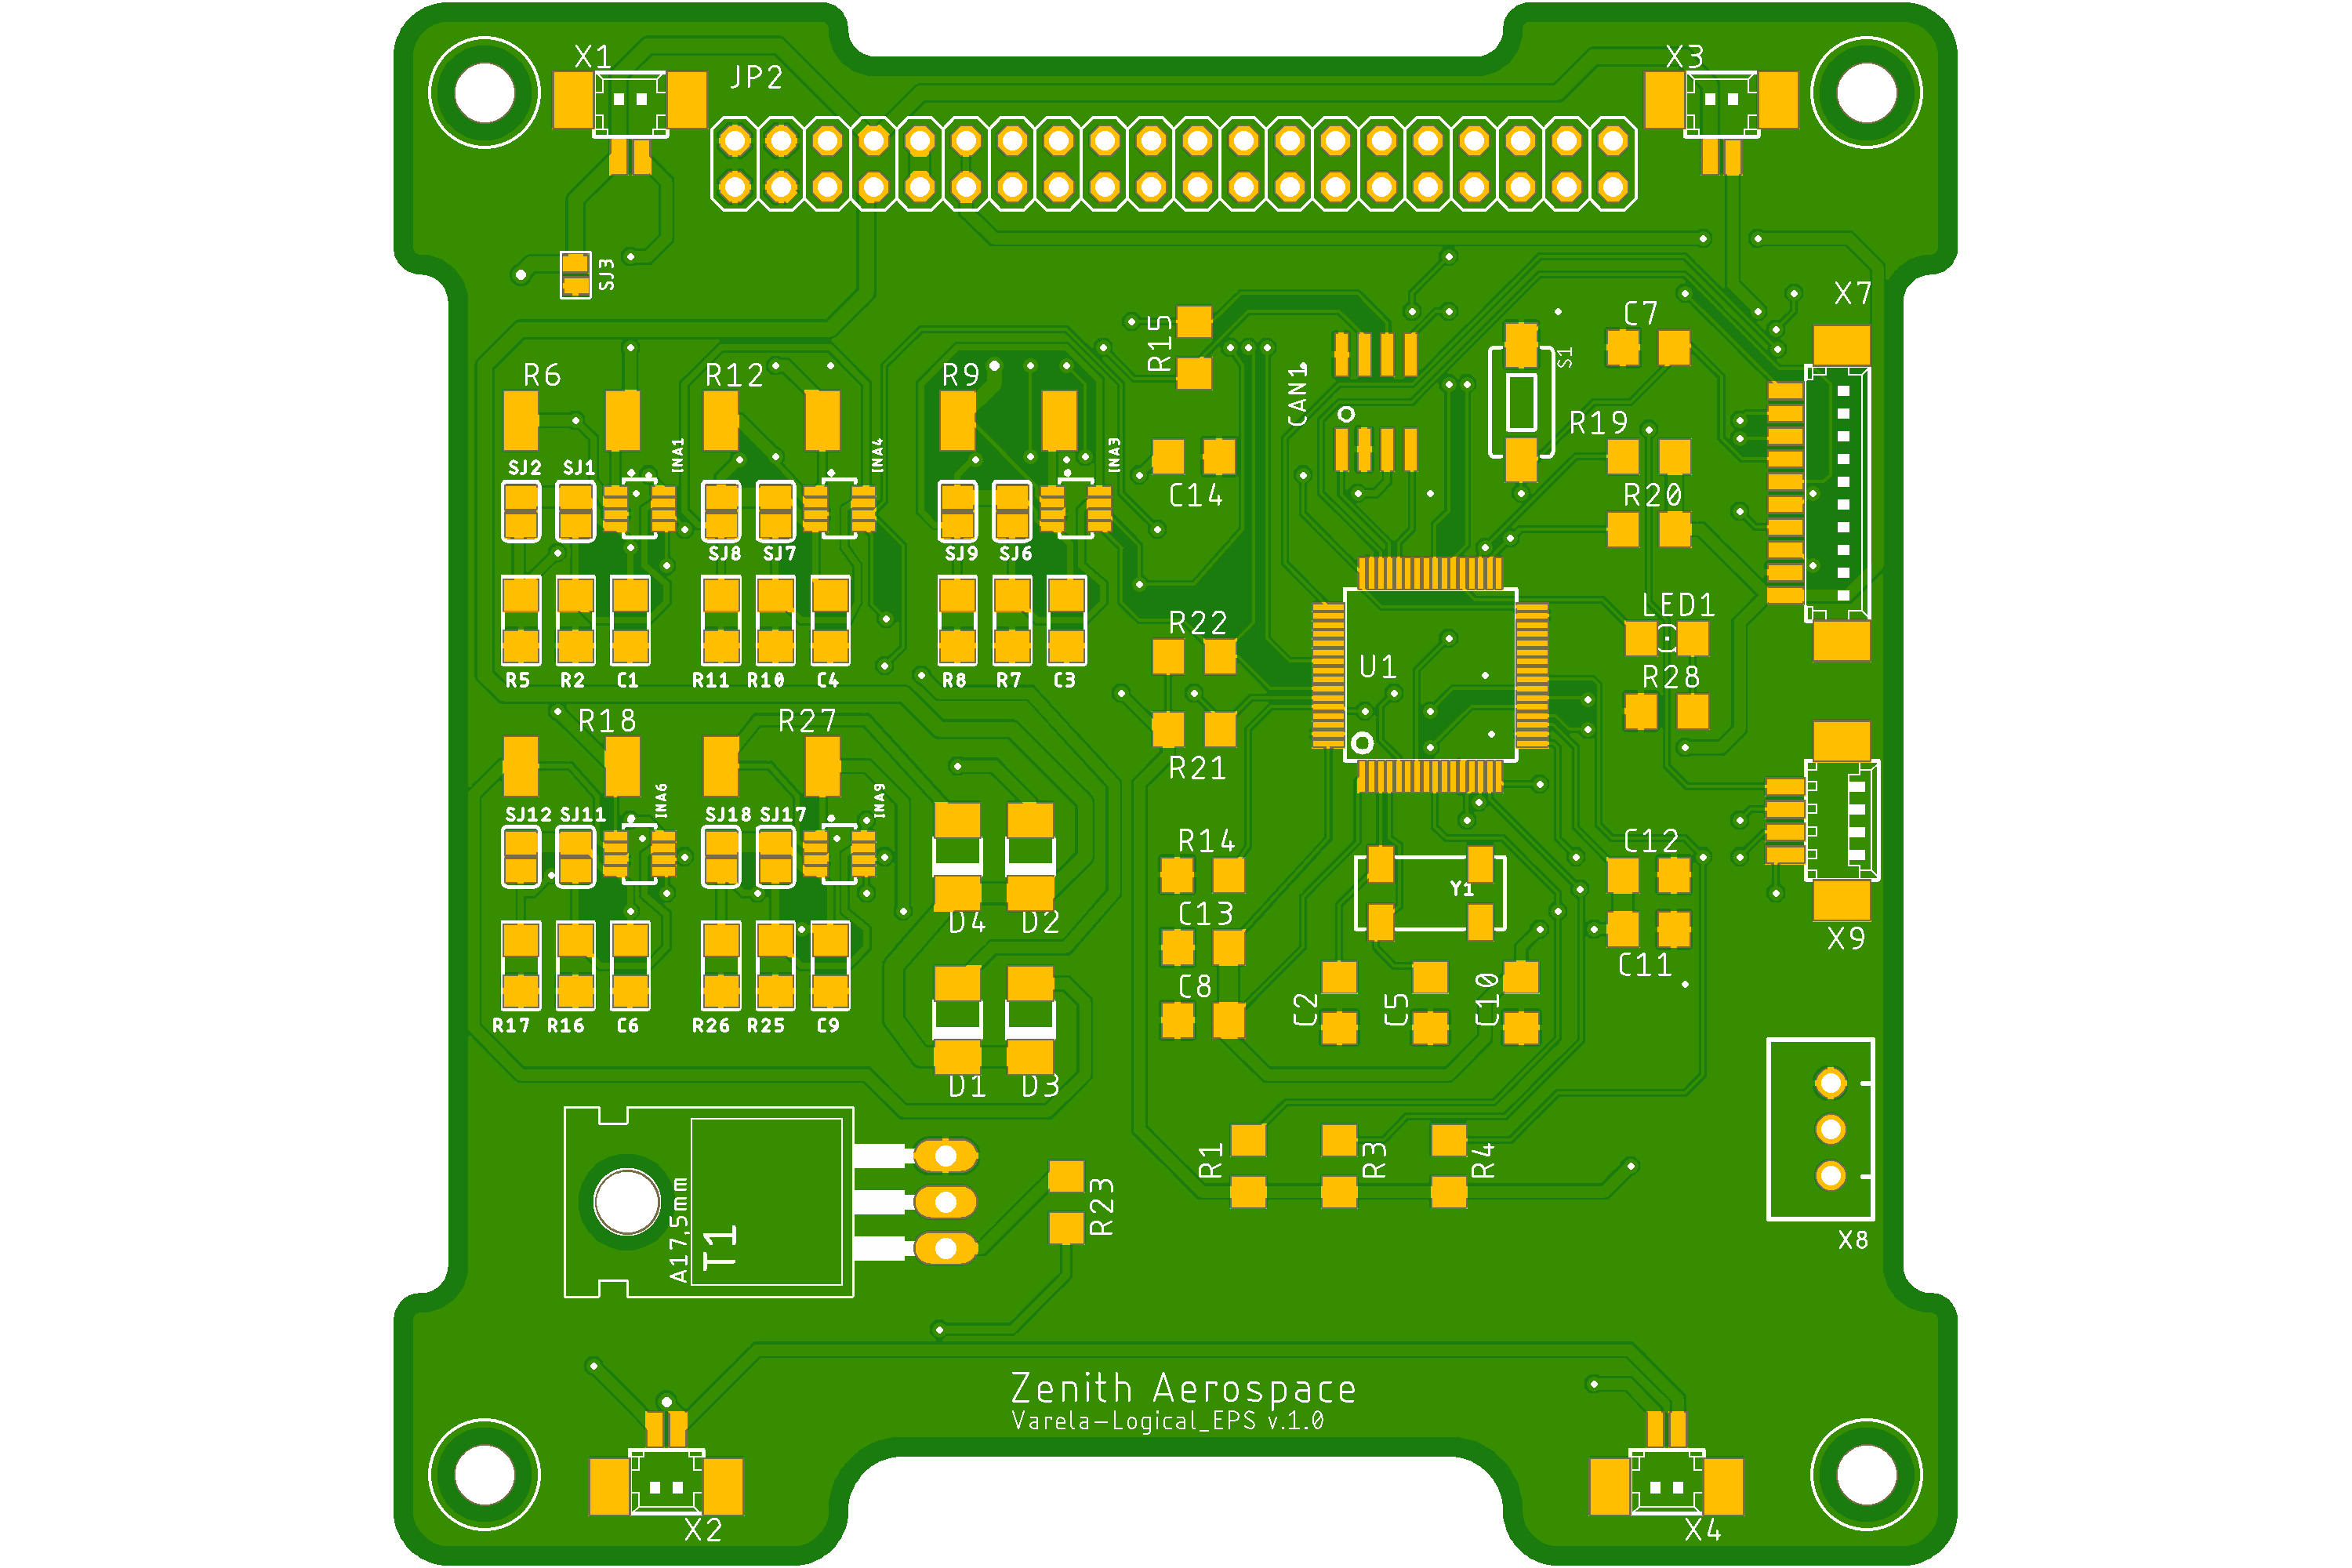 X1
JP2
X3
SJ3
X7
C7
R15
S1
CAN1
R6
R12
R9
R19
INA1
INA4
INA3
SJ2
SJ1
C14
R20
SJ8
SJ7
SJ9
SJ6
LED1
R22
U1
R28
R5
R2
C1
R11
R10
C4
R8
R7
C3
R18
R27
R21
INA6
INA9
SJ12
SJ11
SJ18
SJ17
R14
C12
Y1
D4
D2
C13
X9
C11
C8
C2
C5
C10
R17
R16
C6
R26
R25
C9
D1
D3
R1
R3
R4
R23
A17,5mm
T1
X8
Zenith Aerospace
Varela-Logical_EPS v.1.0
X2
X4